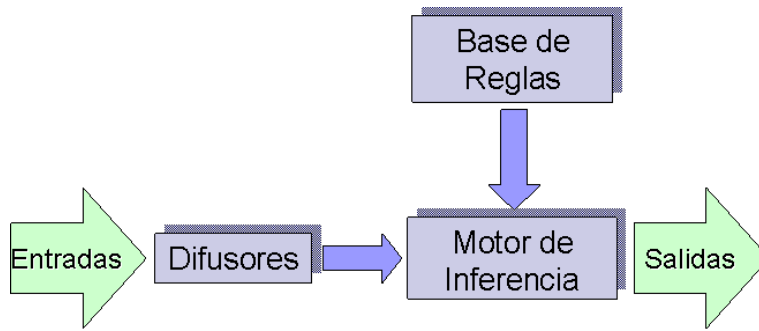 Base de
Reglas
Entradas
Difusores
Motor de
Inferencia
Salidas